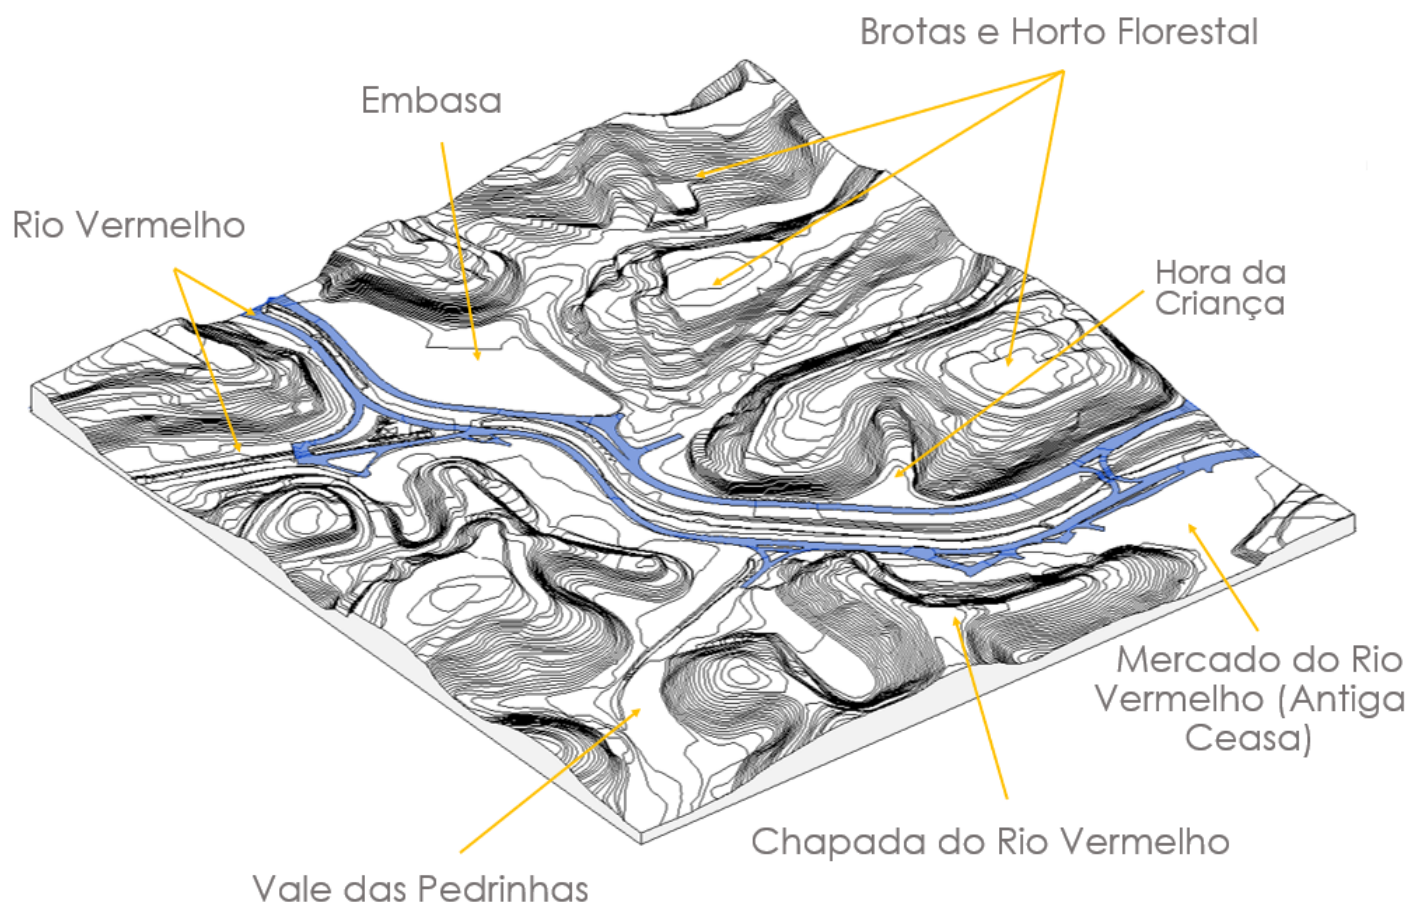 Brotas e Horto Florestal
Embasa
Rio Vermelho
Hora da
Criança
Mercado do Rio
Vermelho (Antiga
Ceasa)
Chapada do Rio Vermelho
Vale das Pedrinhas